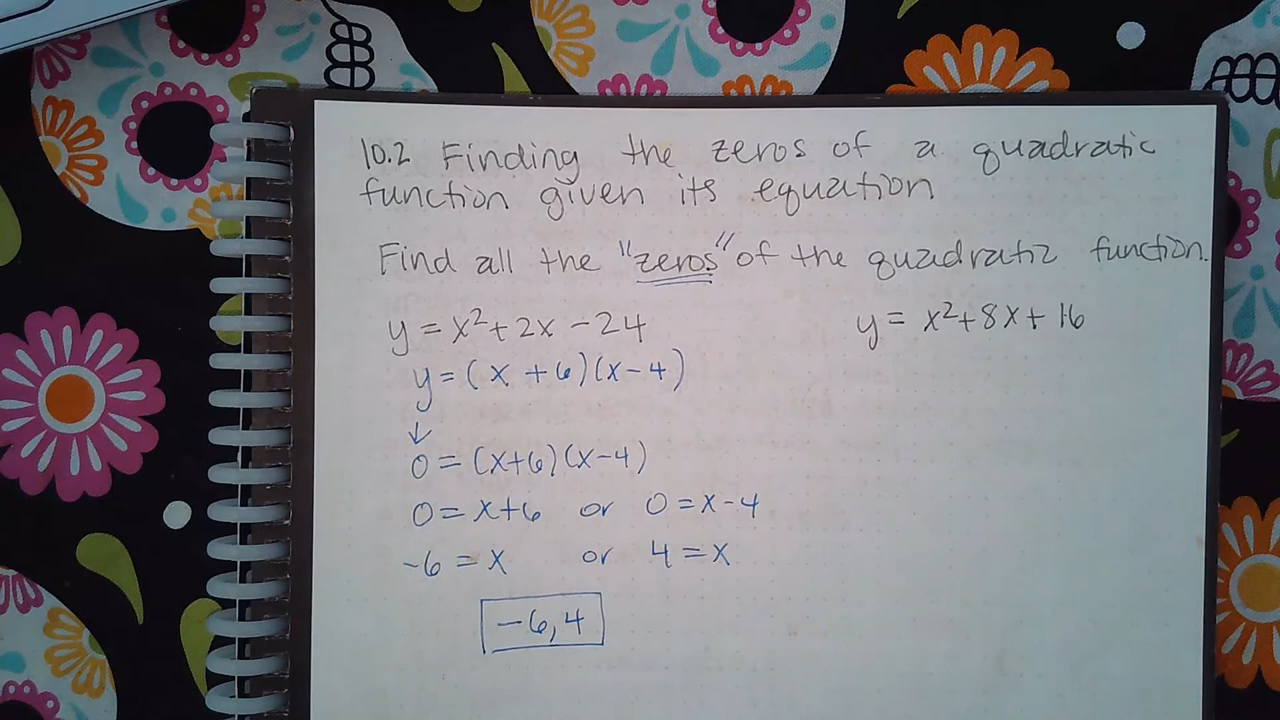 10.2 Finding the zeros of a quadratic
function given its equation
Find all the "zeros" of the quadratic function.
y = x²+2x-24
y = (x+6)(x-4)
↓
0 = (x+6)(x-4)
0 = x+6 or 0 = x-4
-6 = x or 4 = x
-6, 4
y = x²+8x+16